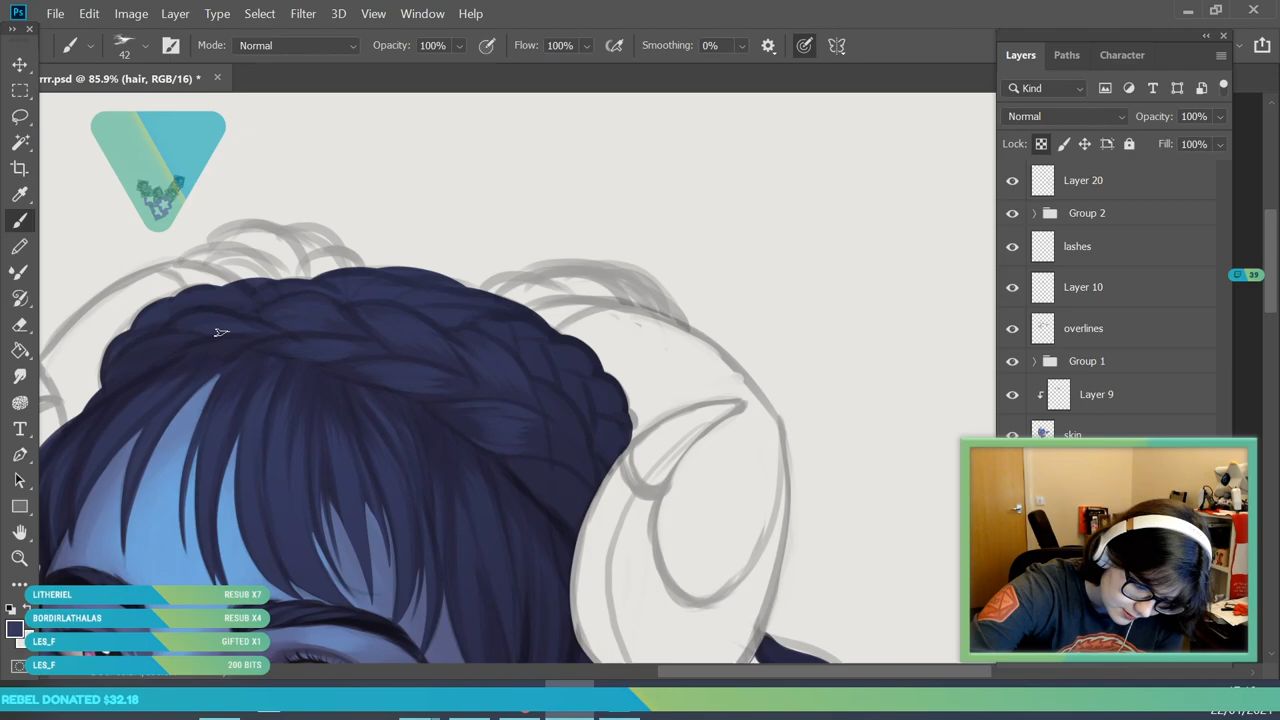 Ps File Edit Image Layer Type Select Filter 3D View Window Help
42 Mode: Normal Opacity: 100% Flow: 100% Smoothing: 0%
rrr.psd @ 85.9% (hair, RGB/16) *
Layers Paths Character
Kind
Normal Opacity: 100%
Lock: Fill: 100%
Layer 20
Group 2
lashes
Layer 10
overlines
Group 1
Layer 9
skin
39
LITHERIEL RESUB X7
BORDIRLATHALAS RESUB X4
LES_F GIFTED X1
LES_F 200 BITS
REBEL DONATED $32.18